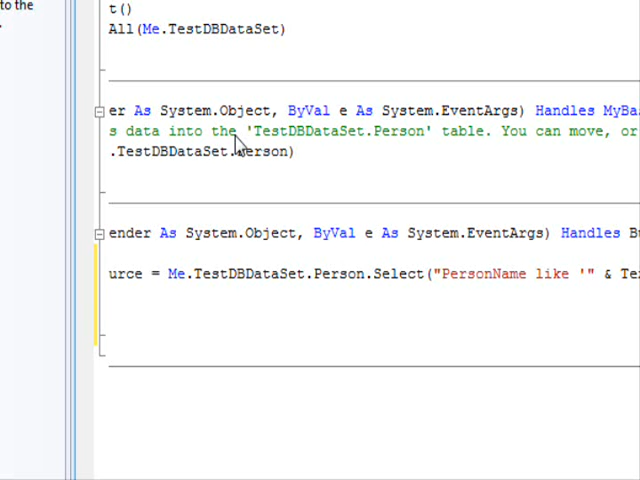 to the
t()
All(Me.TestDBDataSet)
er As System.Object, ByVal e As System.EventArgs) Handles MyBa
s data into the 'TestDBDataSet.Person' table. You can move, or
.TestDBDataSet.Person)
ender As System.Object, ByVal e As System.EventArgs) Handles Bu
urce = Me.TestDBDataSet.Person.Select("PersonName like '" & Te